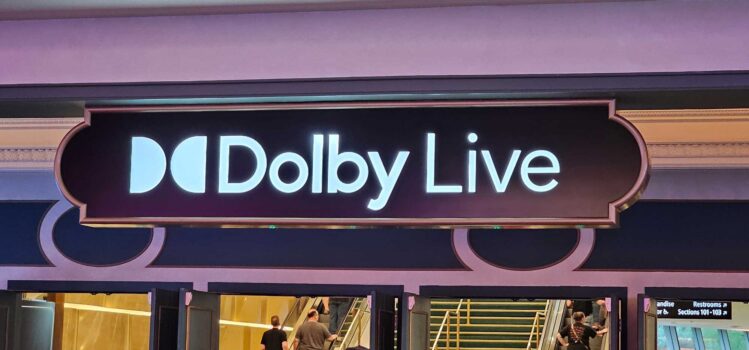 Dolby Live
Restrooms
Sections 101-103